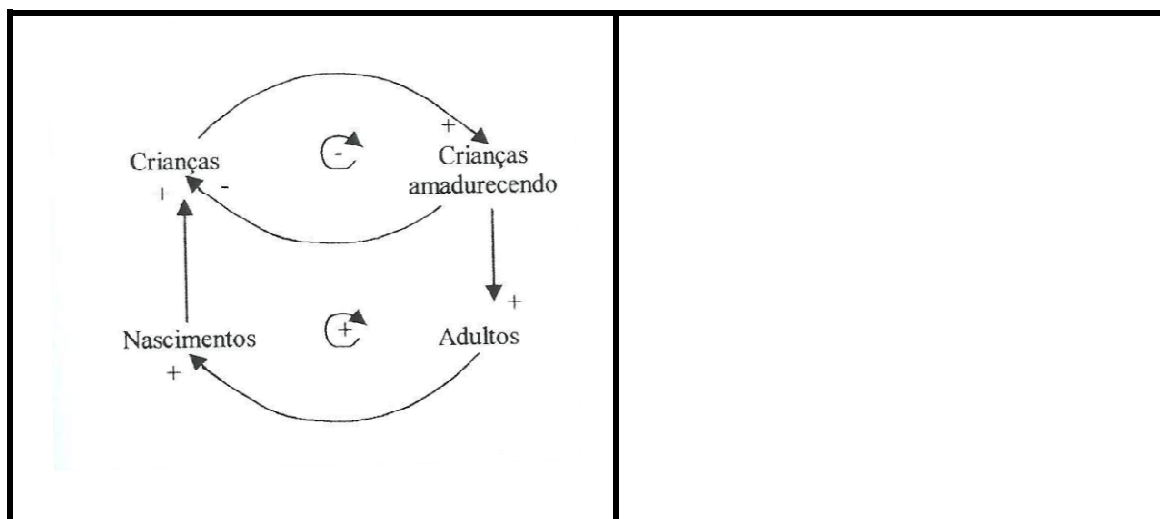 +
-
Crianças
Crianças
amadurecendo
+
-
+
+
Nascimentos
Adultos
+